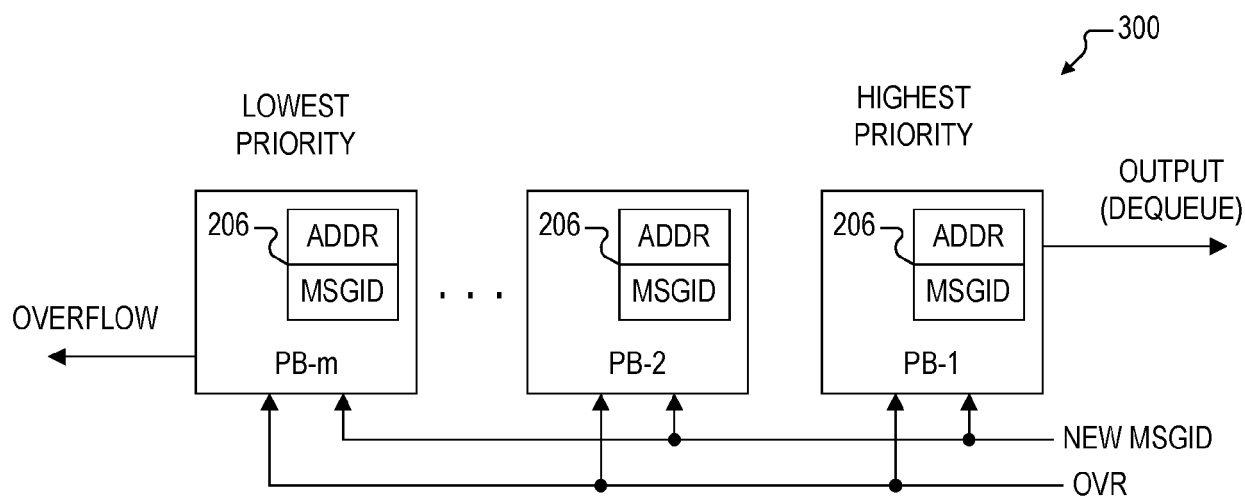 300
LOWEST
PRIORITY
HIGHEST
PRIORITY
OUTPUT
(DEQUEUE)
206
ADDR
MSGID
PB-m
. . .
206
ADDR
MSGID
PB-2
206
ADDR
MSGID
PB-1
OVERFLOW
NEW MSGID
OVR